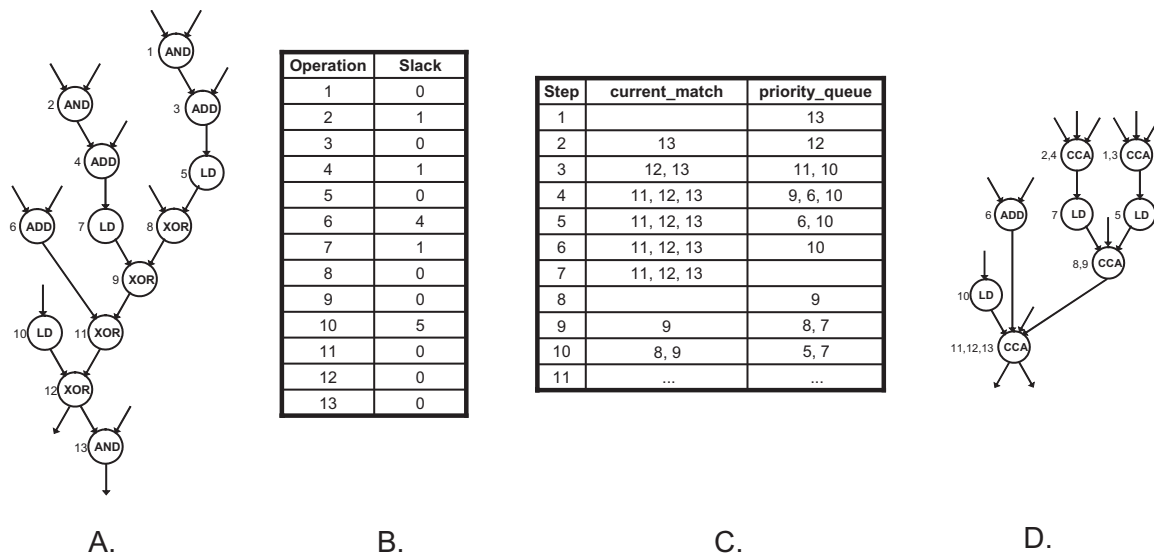 1 AND
2 AND
3 ADD
4 ADD
5 LD
6 ADD
7 LD
8 XOR
9 XOR
10 LD
11 XOR
12 XOR
13 AND
A.
Operation Slack
1 0
2 1
3 0
4 1
5 0
6 4
7 1
8 0
9 0
10 5
11 0
12 0
13 0
B.
Step current_match priority_queue
1 13
2 13 12
3 12, 13 11, 10
4 11, 12, 13 9, 6, 10
5 11, 12, 13 6, 10
6 11, 12, 13 10
7 11, 12, 13
8 9
9 9 8, 7
10 8, 9 5, 7
11 ... ...
C.
2,4 CCA
1,3 CCA
6 ADD
7 LD
5 LD
8,9 CCA
10 LD
11,12,13 CCA
D.